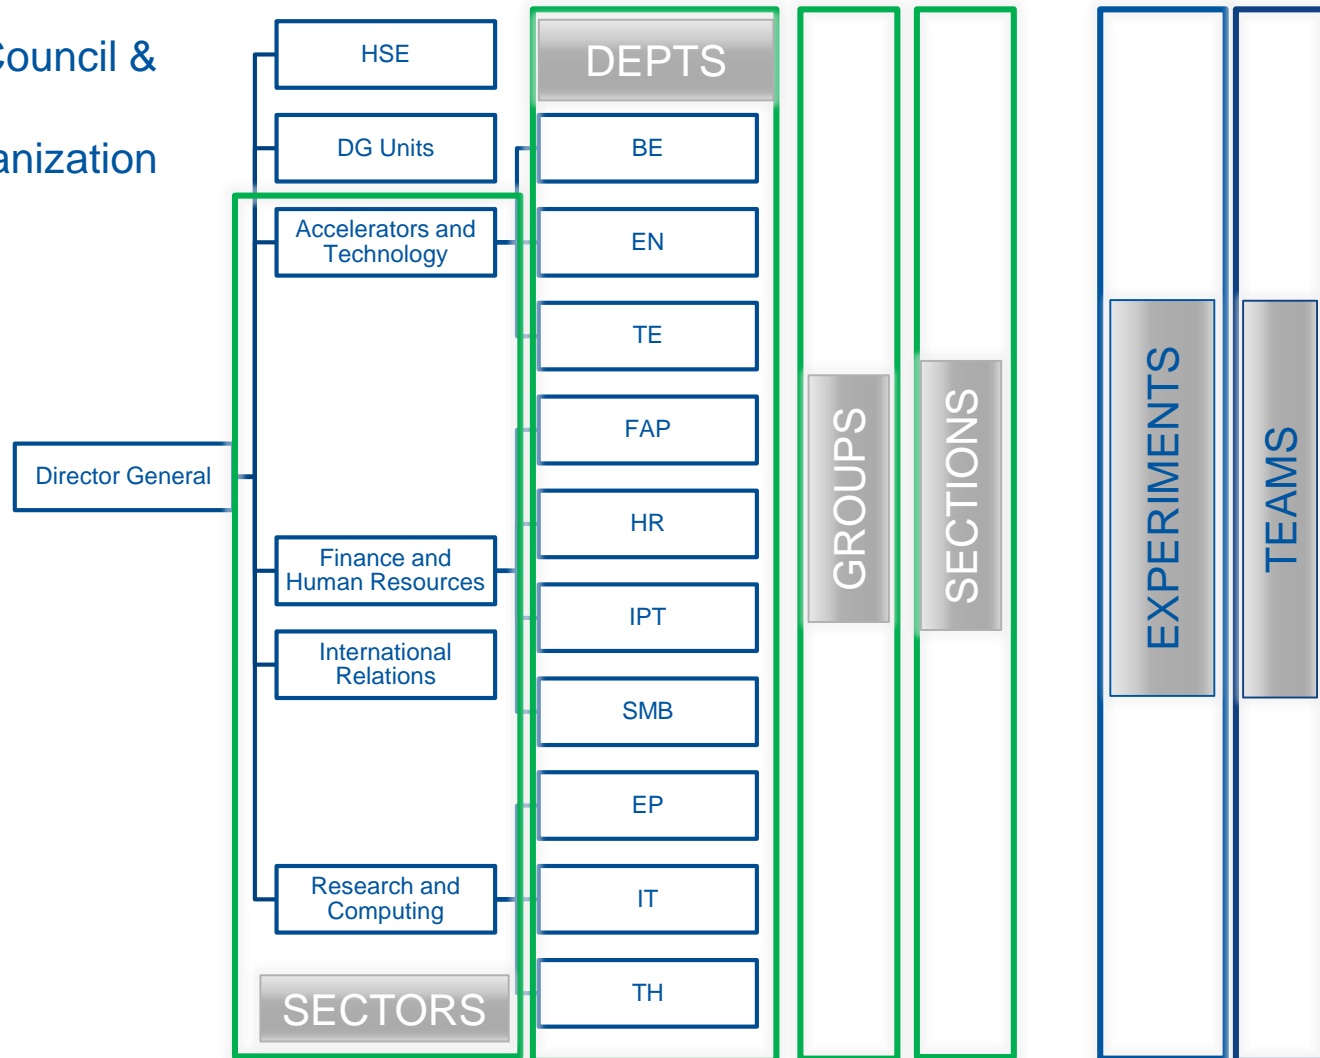 Council &
anization
HSE
DG Units
Accelerators and
Technology
Director General
Finance and
Human Resources
International
Relations
Research and
Computing
SECTORS
DEPTS
BE
EN
TE
FAP
HR
IPT
SMB
EP
IT
TH
GROUPS
SECTIONS
EXPERIMENTS
TEAMS